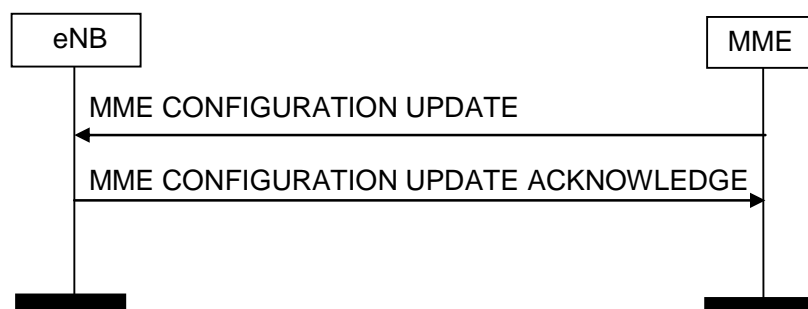 eNB
MME
MME CONFIGURATION UPDATE
MME CONFIGURATION UPDATE ACKNOWLEDGE